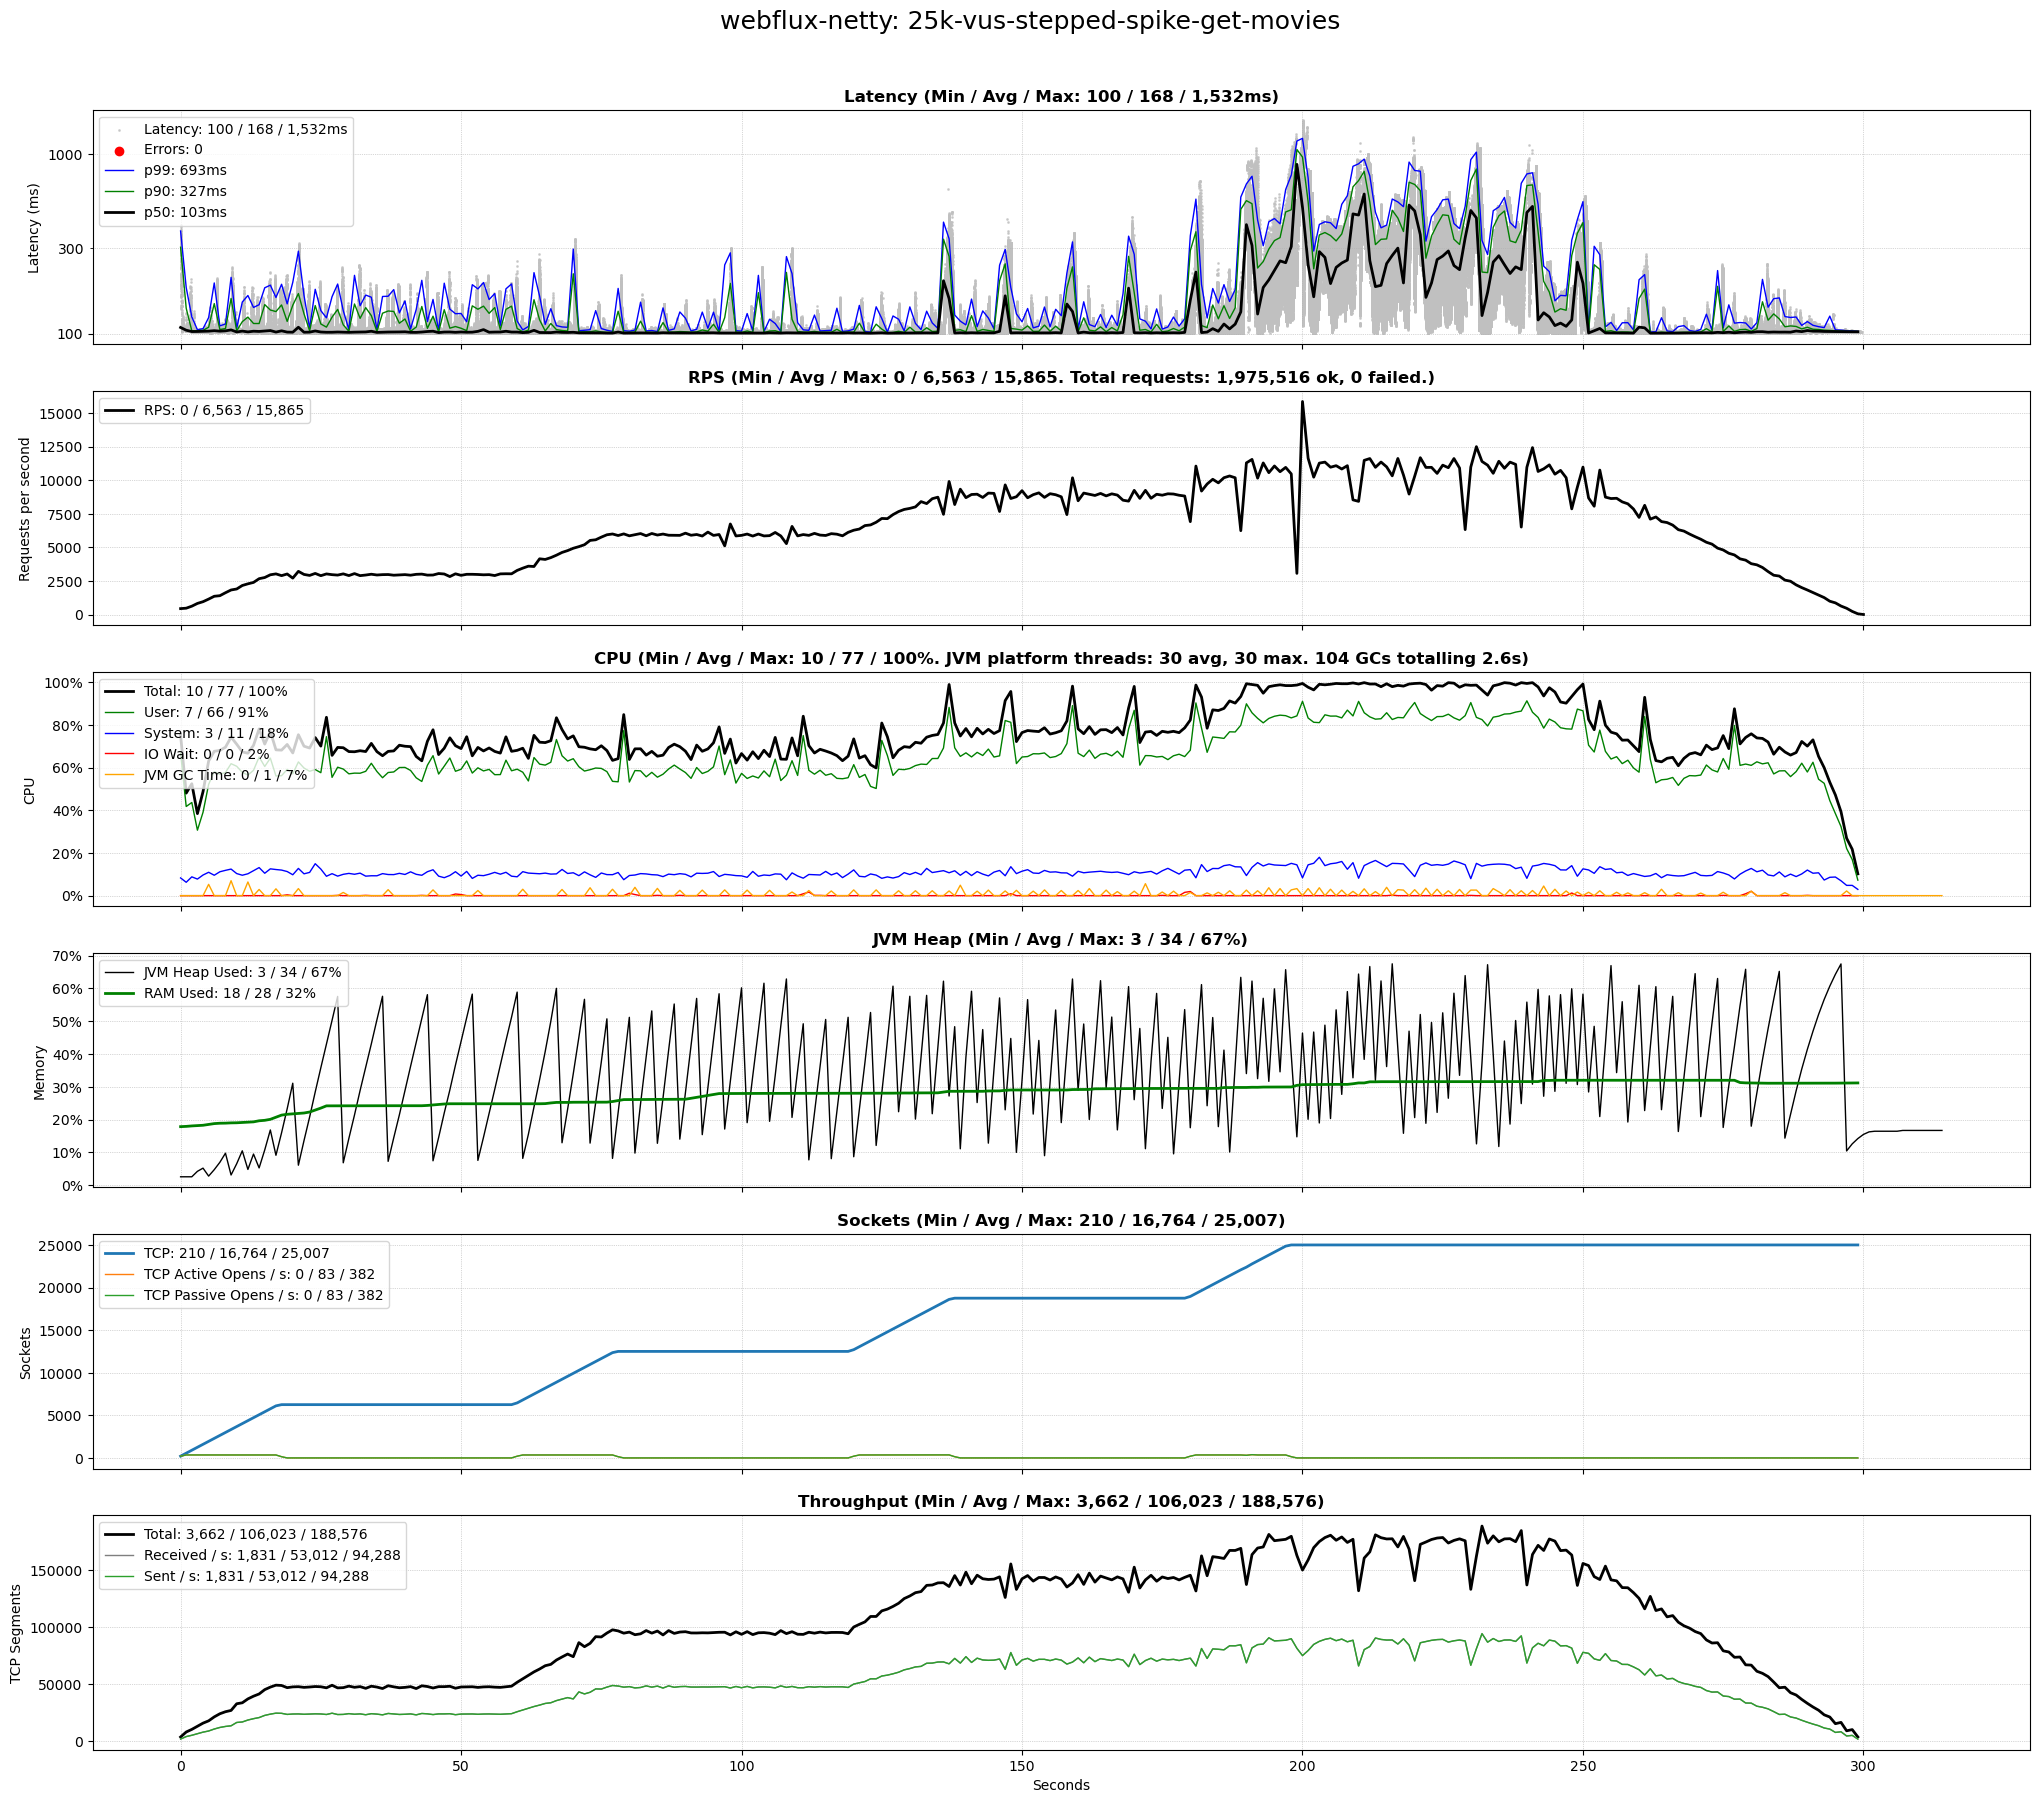 webflux-netty: 25k-vus-stepped-spike-get-movies
Latency (Min / Avg / Max: 100 / 168 / 1,532ms)
Latency (ms)
1000
300
100
Latency: 100 / 168 / 1,532ms
Errors: 0
p99: 693ms
p90: 327ms
p50: 103ms
RPS (Min / Avg / Max: 0 / 6,563 / 15,865. Total requests: 1,975,516 ok, 0 failed.)
Requests per second
15000
12500
10000
7500
5000
2500
0
RPS: 0 / 6,563 / 15,865
CPU (Min / Avg / Max: 10 / 77 / 100%. JVM platform threads: 30 avg, 30 max. 104 GCs totalling 2.6s)
CPU
100%
80%
60%
40%
20%
0%
Total: 10 / 77 / 100%
User: 7 / 66 / 91%
System: 3 / 11 / 18%
IO Wait: 0 / 0 / 2%
JVM GC Time: 0 / 1 / 7%
JVM Heap (Min / Avg / Max: 3 / 34 / 67%)
Memory
70%
60%
50%
40%
30%
20%
10%
0%
JVM Heap Used: 3 / 34 / 67%
RAM Used: 18 / 28 / 32%
Sockets (Min / Avg / Max: 210 / 16,764 / 25,007)
Sockets
25000
20000
15000
10000
5000
0
TCP: 210 / 16,764 / 25,007
TCP Active Opens / s: 0 / 83 / 382
TCP Passive Opens / s: 0 / 83 / 382
Throughput (Min / Avg / Max: 3,662 / 106,023 / 188,576)
TCP Segments
150000
100000
50000
0
Total: 3,662 / 106,023 / 188,576
Received / s: 1,831 / 53,012 / 94,288
Sent / s: 1,831 / 53,012 / 94,288
0 50 100 150 200 250 300
Seconds